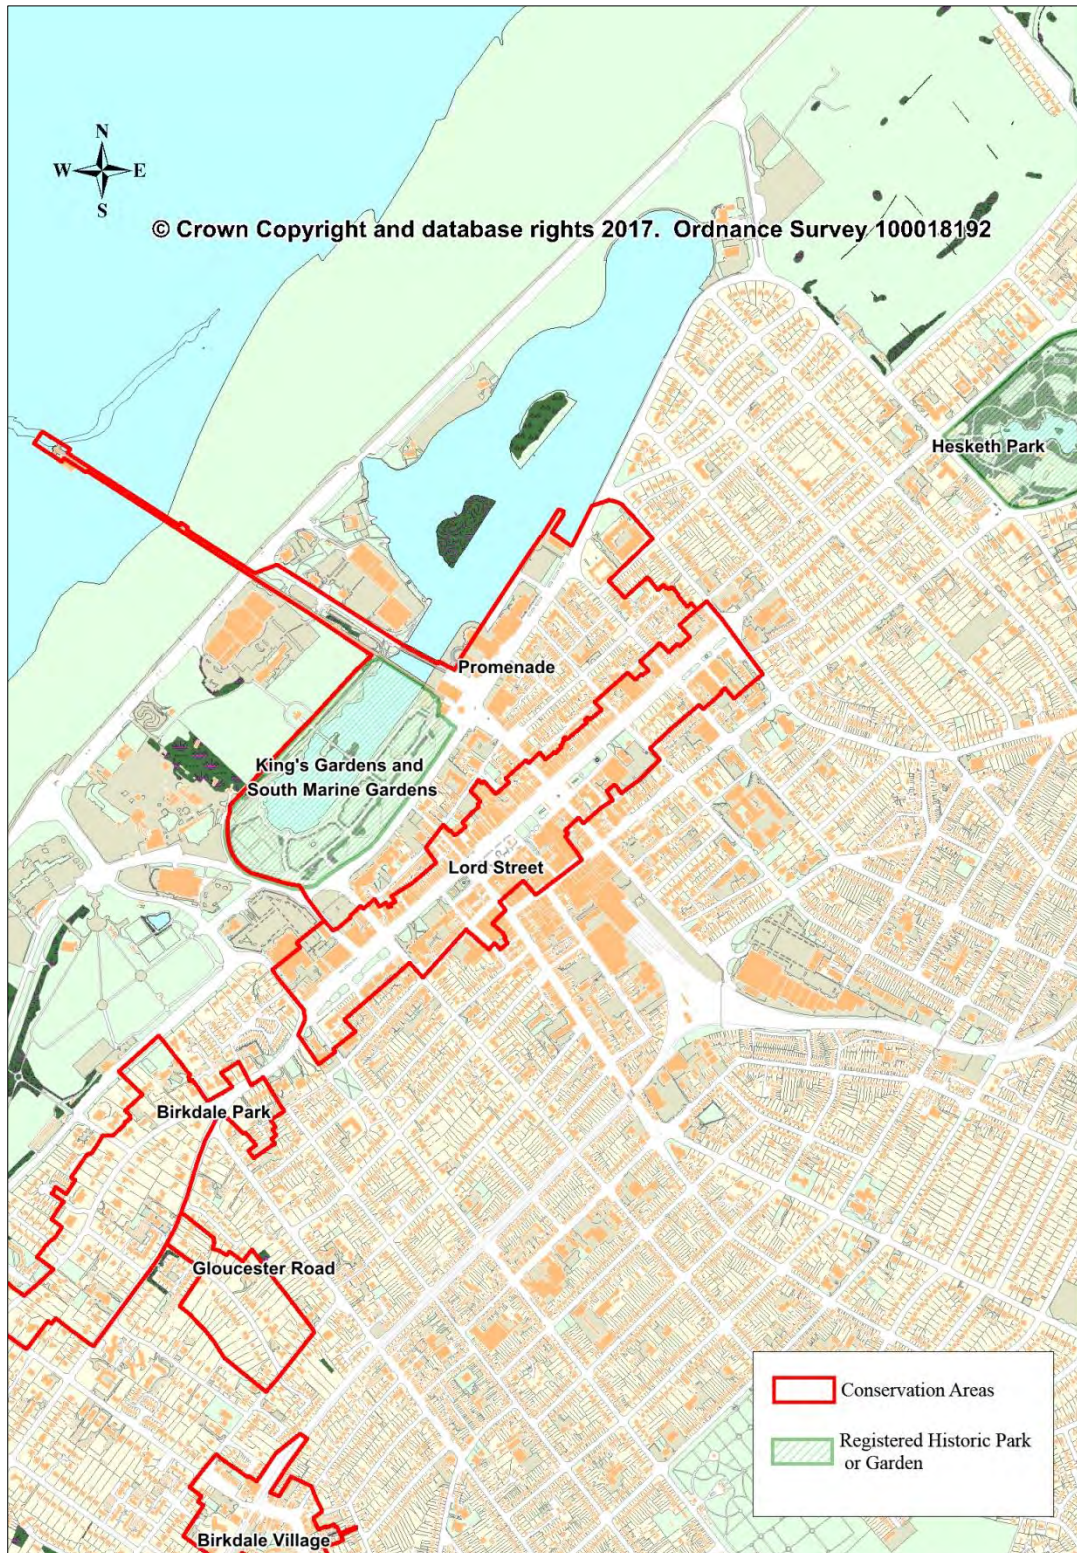 N
W E
S
© Crown Copyright and database rights 2017. Ordnance Survey 100018192
Hesketh Park
Promenade
King's Gardens and
South Marine Gardens
Lord Street
Birkdale Park
Gloucester Road
Conservation Areas
Registered Historic Park
or Garden
Birkdale Village